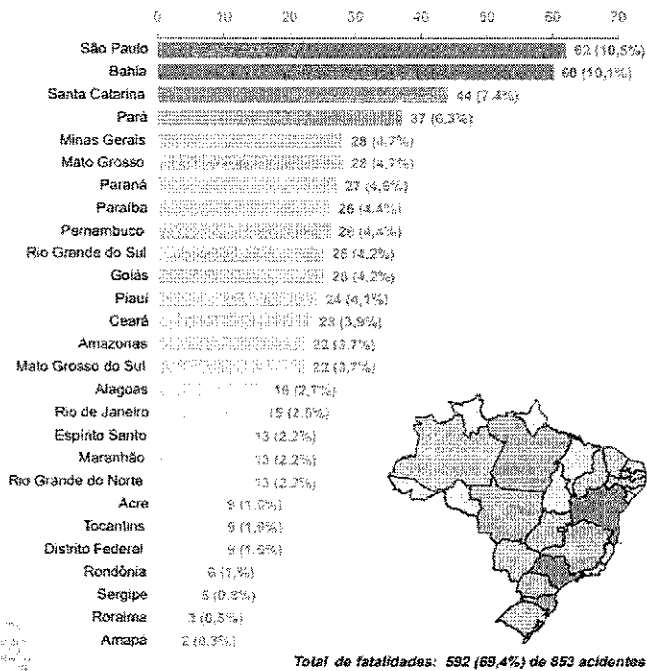 0 10 20 30 40 50 60 70
São Paulo 62 (10,5%)
Bahia 60 (10,1%)
Santa Catarina 44 (7,4%)
Pará 37 (6,3%)
Minas Gerais 28 (4,7%)
Mato Grosso 28 (4,7%)
Paraná 27 (4,6%)
Paraíba 26 (4,4%)
Pernambuco 26 (4,4%)
Rio Grande do Sul 25 (4,2%)
Goiás 25 (4,2%)
Piauí 24 (4,1%)
Ceará 23 (3,9%)
Amazonas 22 (3,7%)
Mato Grosso do Sul 22 (3,7%)
Alagoas 16 (2,7%)
Rio de Janeiro 15 (2,5%)
Espírito Santo 13 (2,2%)
Maranhão 13 (2,2%)
Rio Grande do Norte 13 (2,2%)
Acre 9 (1,5%)
Tocantins 9 (1,5%)
Distrito Federal 9 (1,5%)
Rondônia 6 (1,%)
Sergipe 5 (0,8%)
Roraima 3 (0,5%)
Amapá 2 (0,3%)
Total de fatalidades: 592 (69,4%) de 853 acidentes